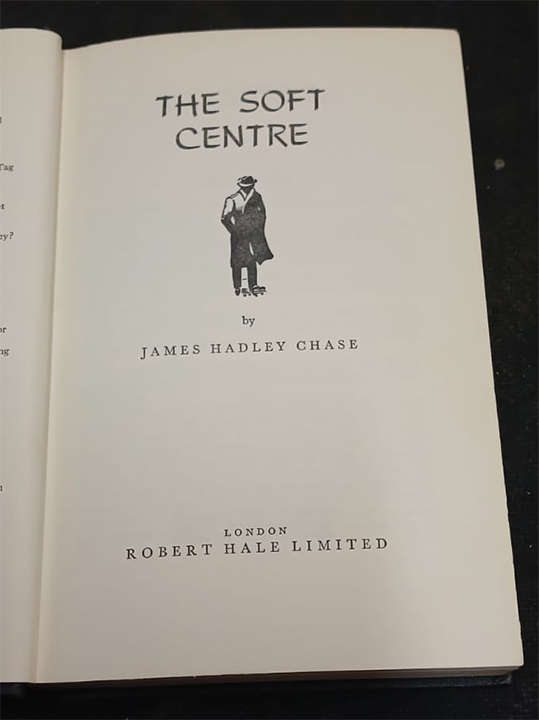 THE SOFT
CENTRE
by
JAMES HADLEY CHASE
LONDON
ROBERT HALE LIMITED